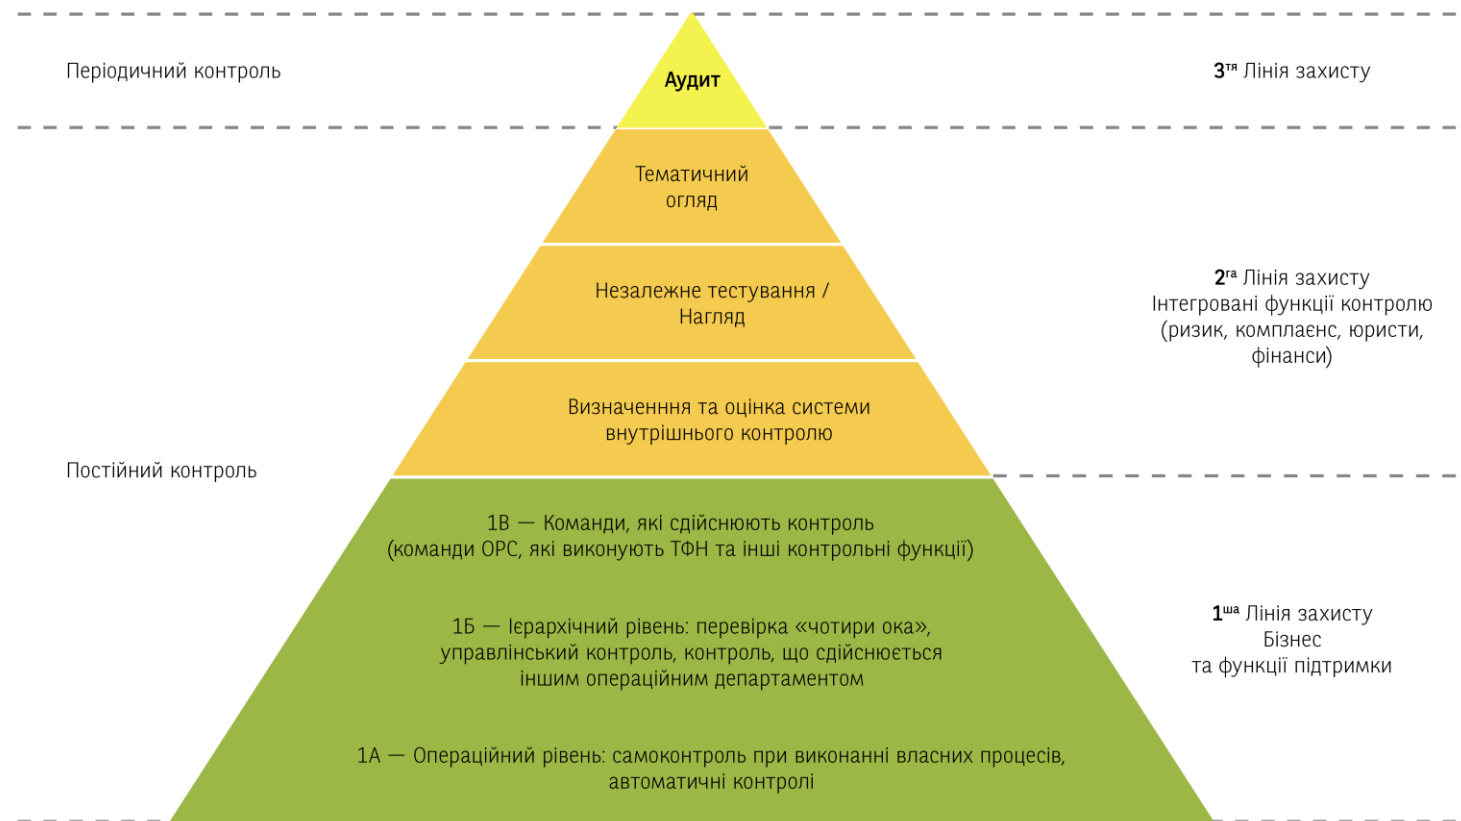 Періодичний контроль
Аудит
3тя Лінія захисту
Тематичний
огляд
Незалежне тестування /
Нагляд
2га Лінія захисту
Інтегровані функції контролю
(ризик, комплаєнс, юристи,
фінанси)
Визначенння та оцінка системи
внутрішнього контролю
Постійний контроль
1В — Команди, які сдійснюють контроль
(команди ОРС, які виконують ТФН та інші контрольні функції)
1Б — Ієрархічний рівень: перевірка «чотири ока»,
управлінський контроль, контроль, що сдійснюється
іншим операційним департаментом
1ша Лінія захисту
Бізнес
та функції підтримки
1А — Операційний рівень: самоконтроль при виконанні власних процесів,
автоматичні контролі